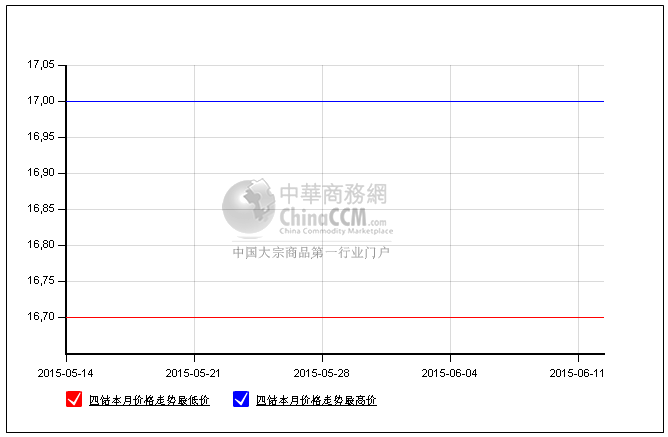 17,05
17,00
16,95
16,90
16,85
16,80
16,75
16,70
中華商務網
ChinaCCM.com
China Commodity Marketplace
中国大宗商品第一行业门户
2015-05-14
2015-05-21
2015-05-28
2015-06-04
2015-06-11
四钴本月价格走势最低价
四钴本月价格走势最高价